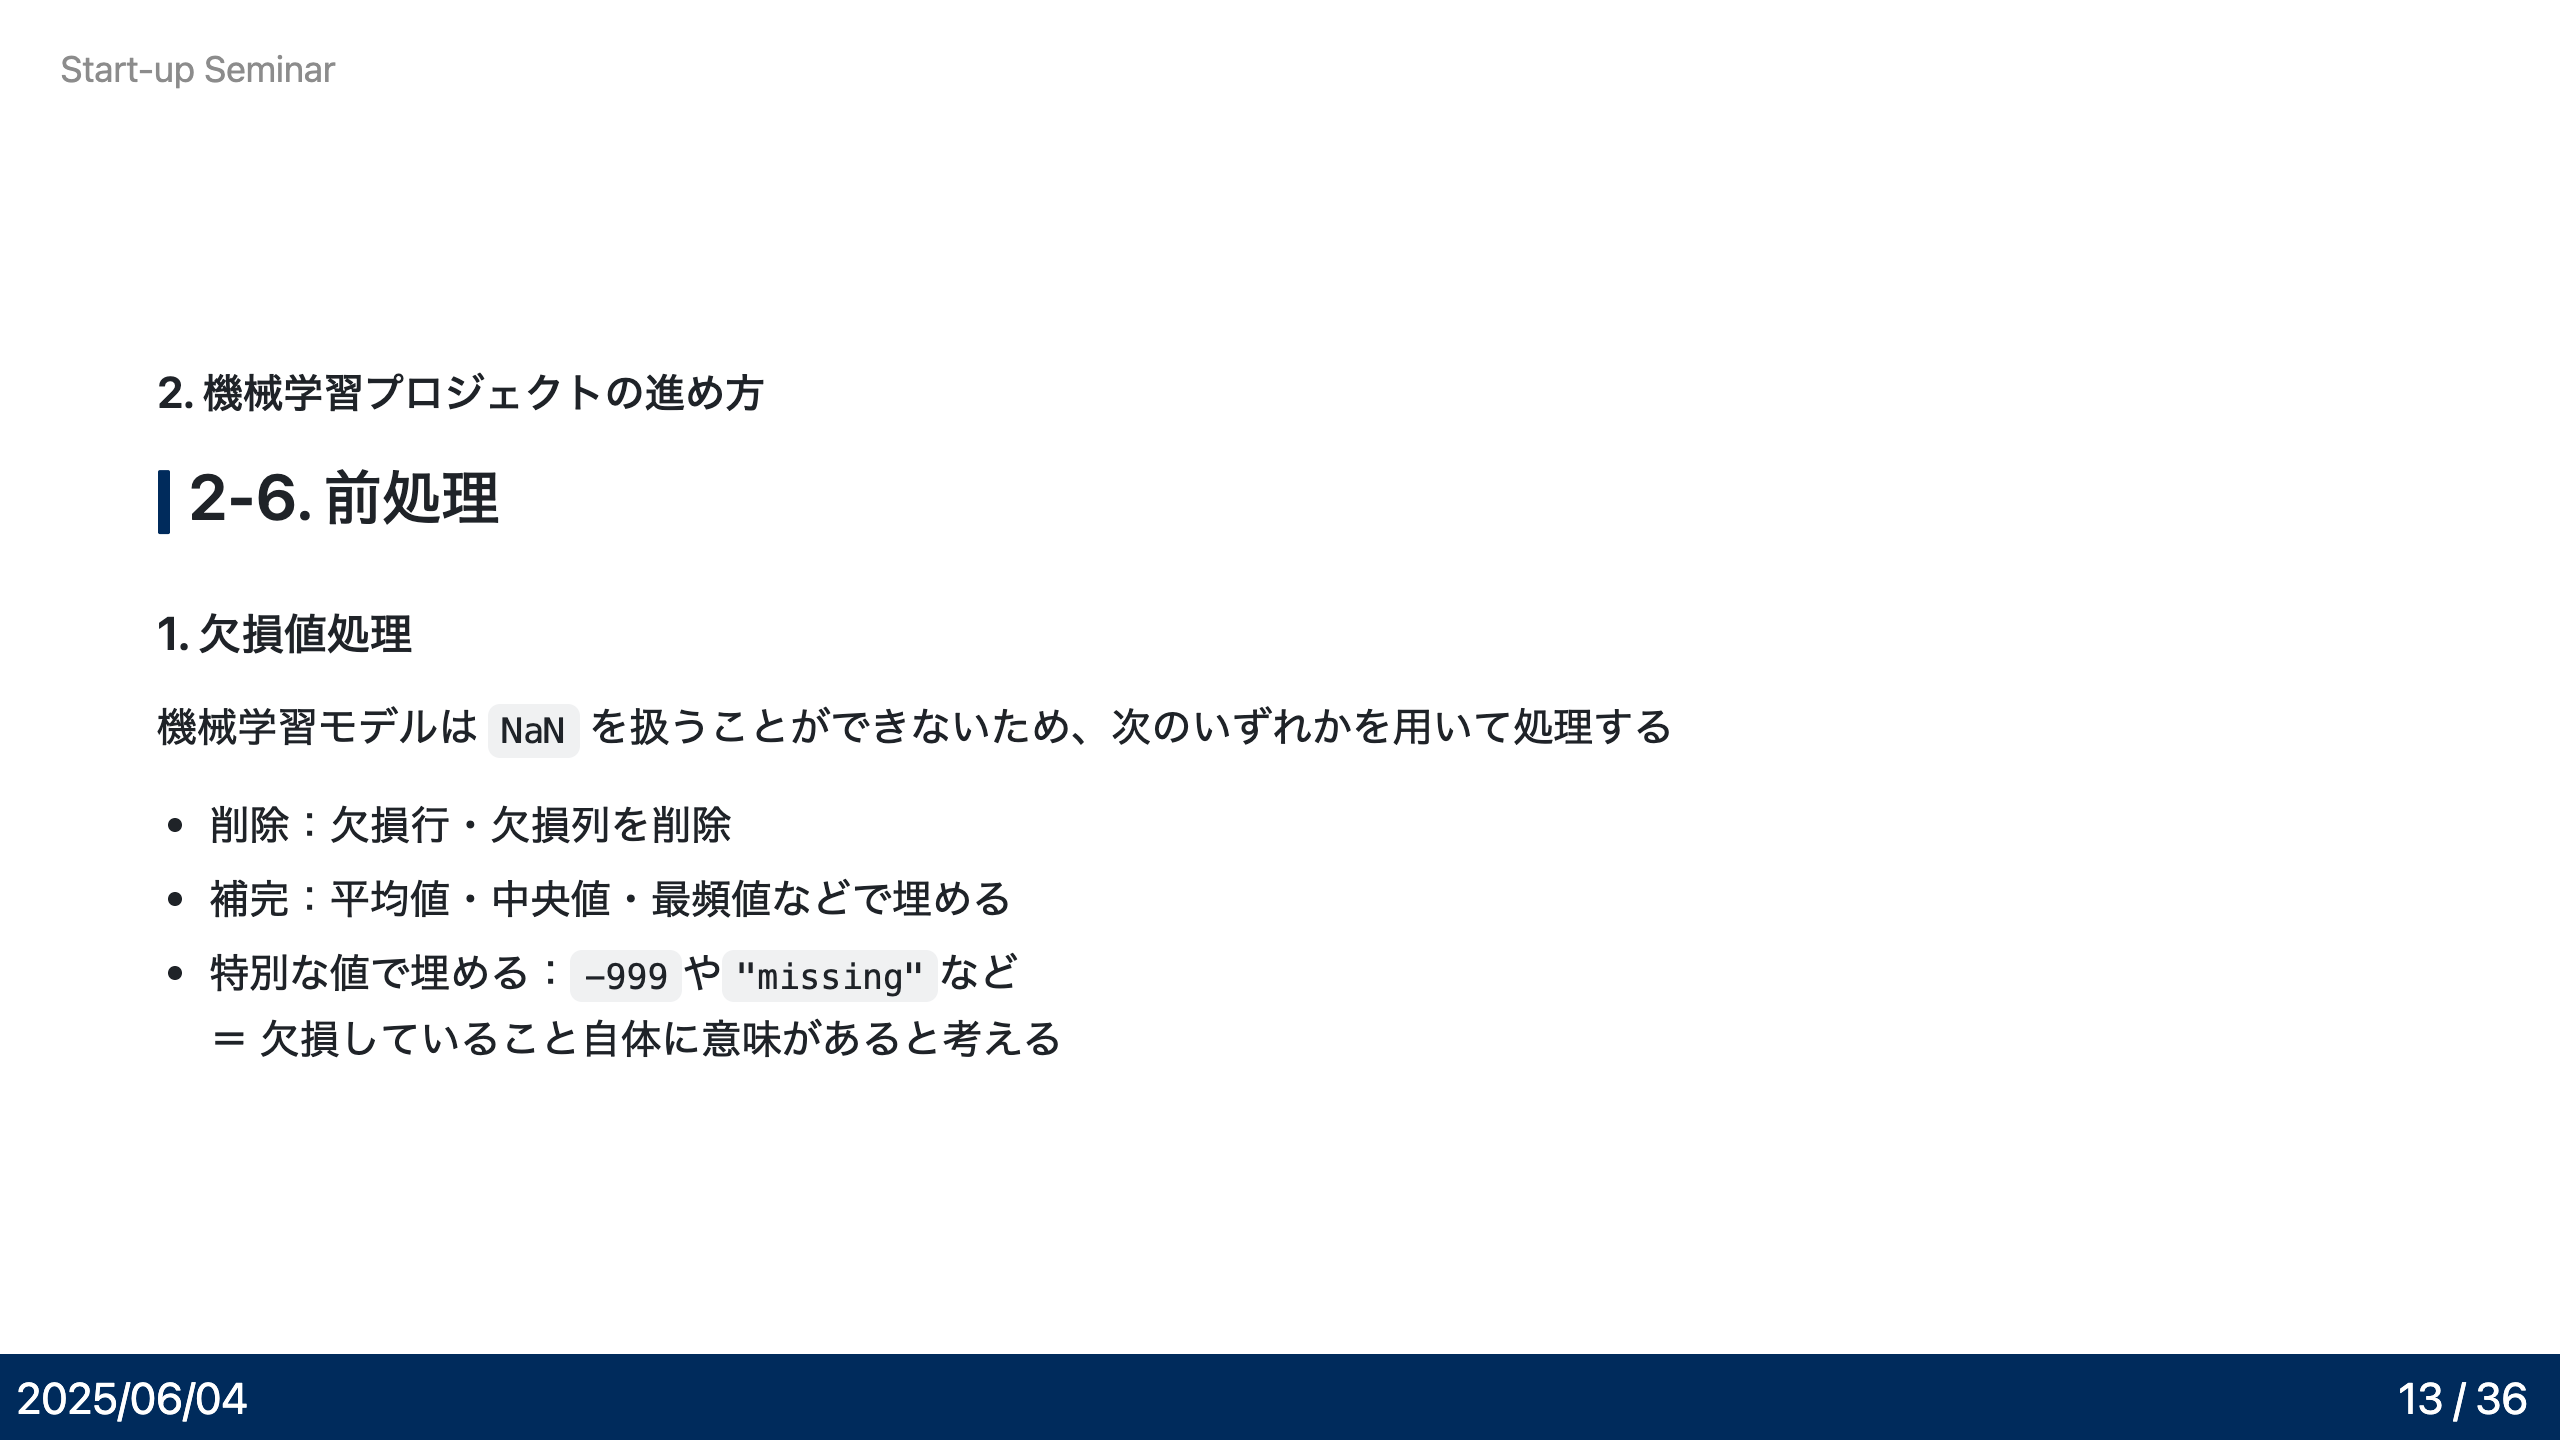 Start-up Seminar
2. 機械学習プロジェクトの進め方
2-6. 前処理
1. 欠損値処理
機械学習モデルは NaN を扱うことができないため、次のいずれかを用いて処理する
• 削除：欠損行・欠損列を削除
• 補完：平均値・中央値・最頻値などで埋める
• 特別な値で埋める：-999や"missing"など
＝ 欠損していること自体に意味があると考える
2025/06/04
13 / 36